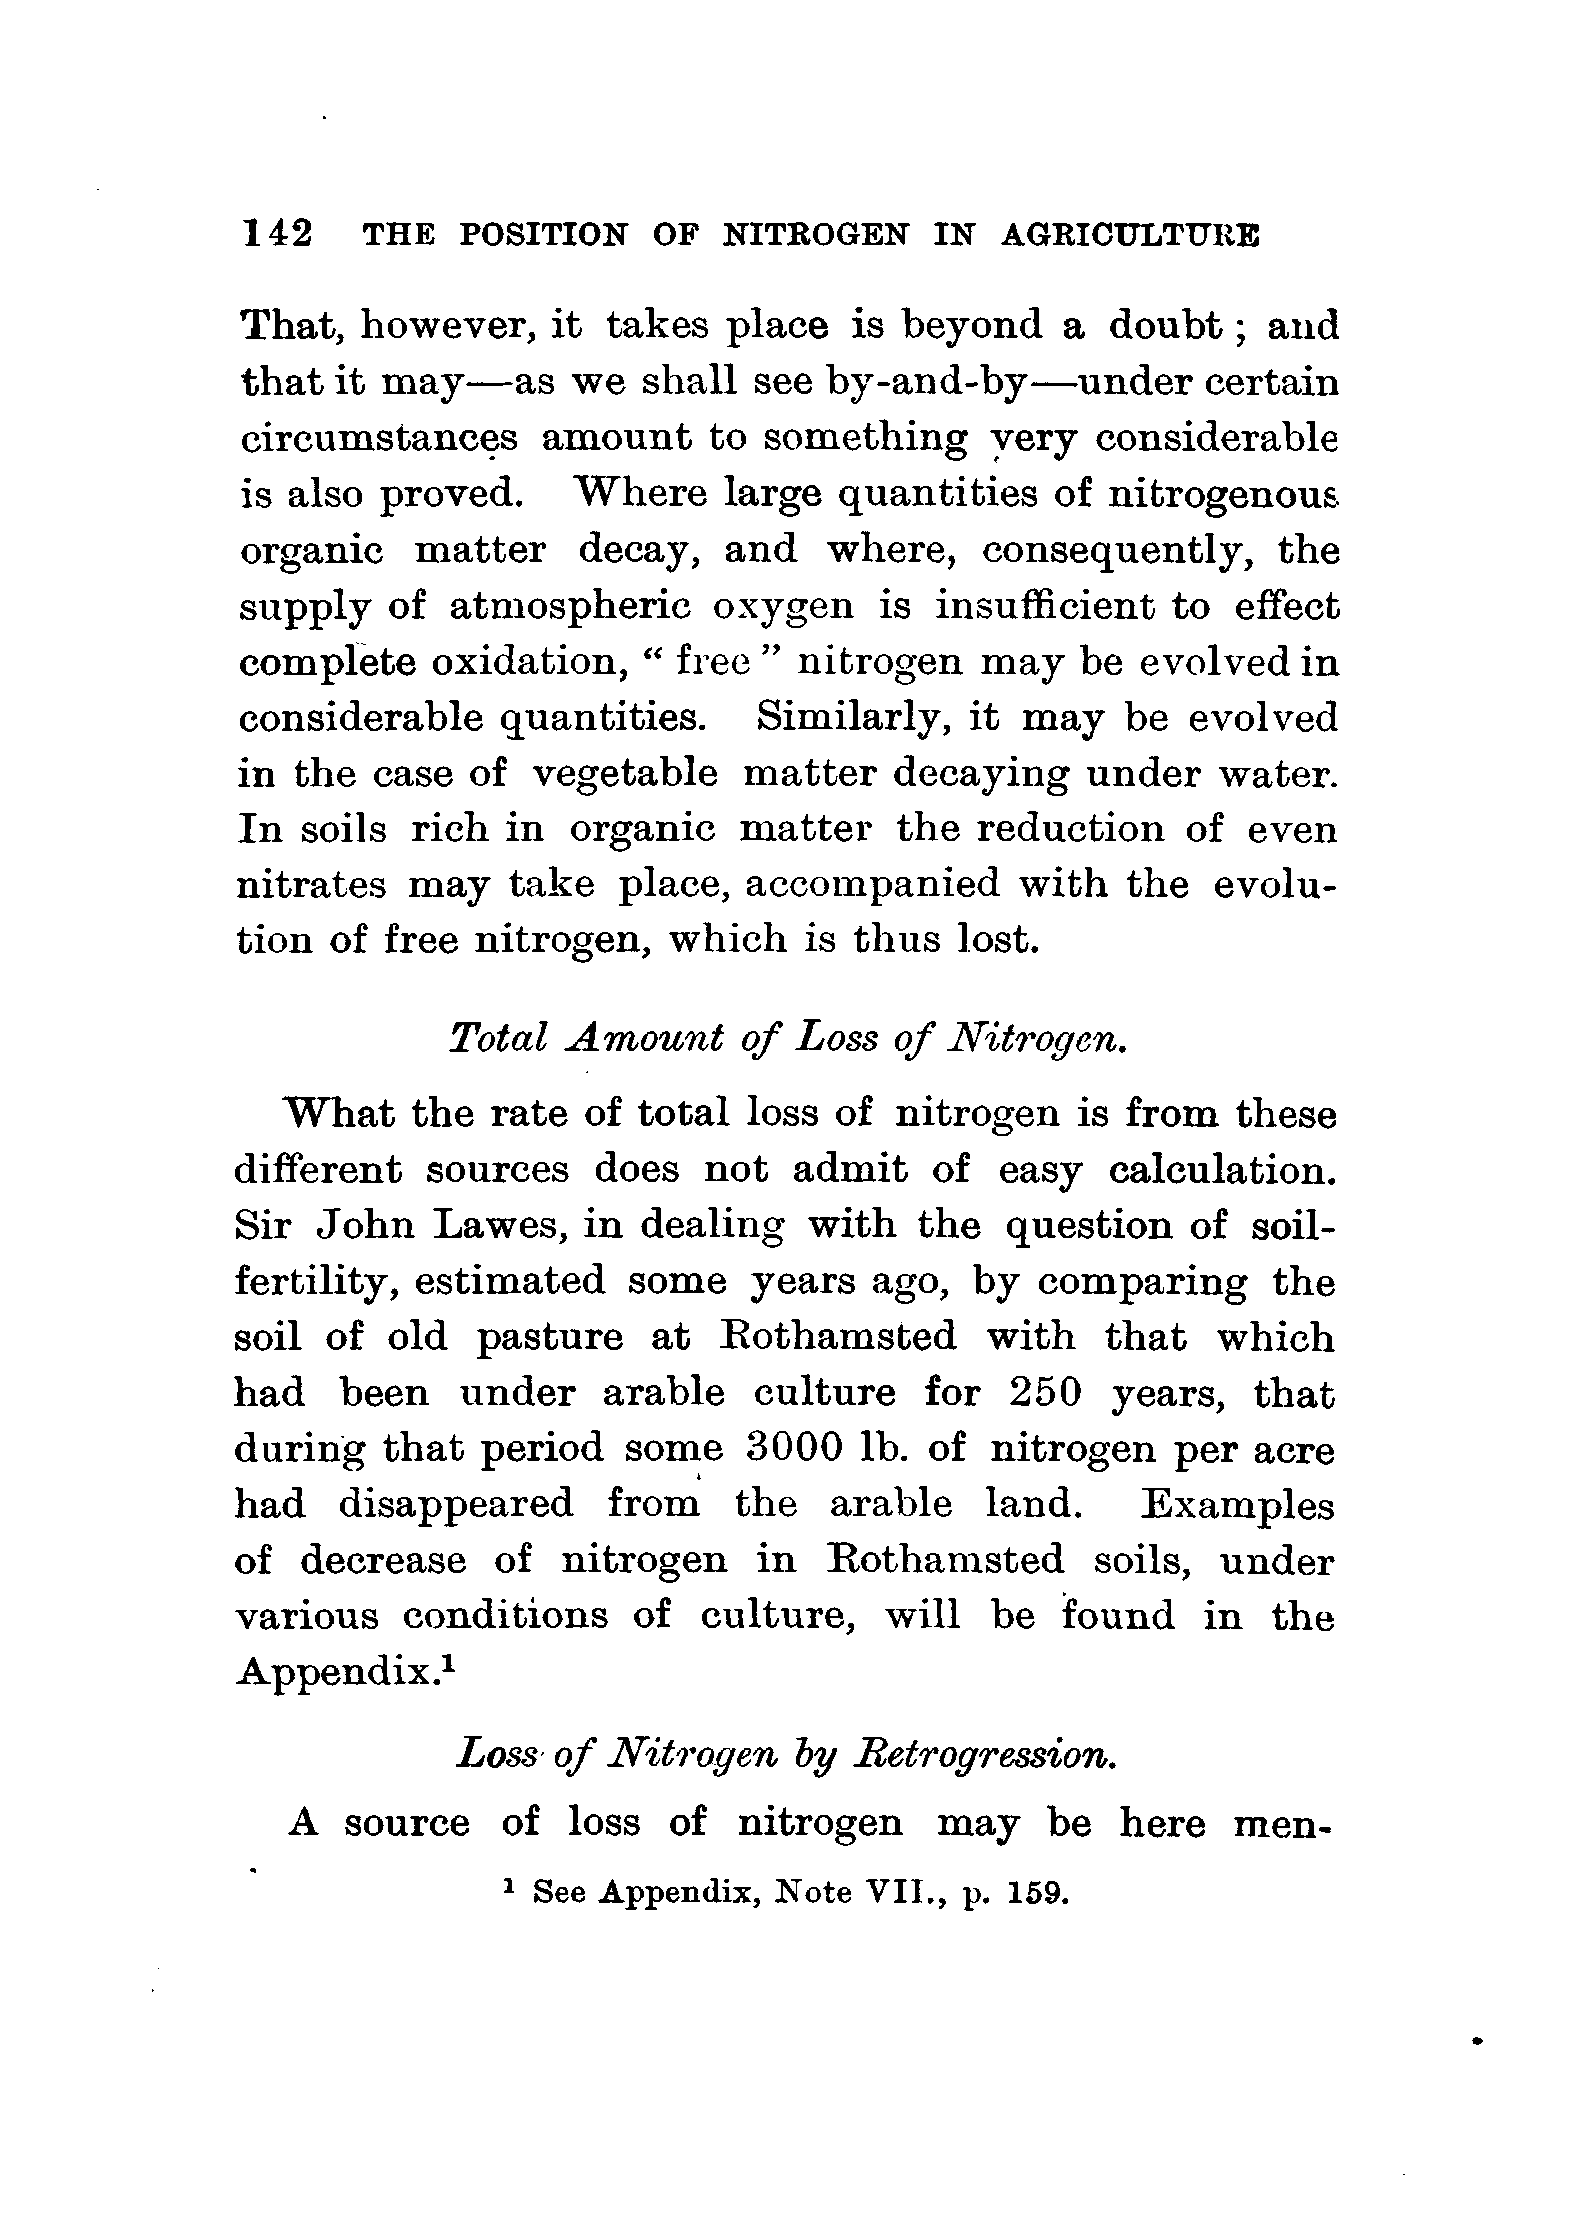 142 THE POSITION OF NITROGEN IN AGRICULTURE
That, however, it takes place is beyond a doubt ; and
that it may—as we shall see by-and-by—under certain
circumstances amount to something very considerable
is also proved. Where large quantities of nitrogenous
organic matter decay, and where, consequently, the
supply of atmospheric oxygen is insufficient to effect
complete oxidation, “ free ” nitrogen may be evolved in
considerable quantities. Similarly, it may be evolved
in the case of vegetable matter decaying under water.
In soils rich in organic matter the reduction of even
nitrates may take place, accompanied with the evolu-
tion of free nitrogen, which is thus lost.
Total Amount of Loss of Nitrogen.
What the rate of total loss of nitrogen is from these
different sources does not admit of easy calculation.
Sir John Lawes, in dealing with the question of soil-
fertility, estimated some years ago, by comparing the
soil of old pasture at Rothamsted with that which
had been under arable culture for 250 years, that
during that period some 3000 lb. of nitrogen per acre
had disappeared from the arable land. Examples
of decrease of nitrogen in Rothamsted soils, under
various conditions of culture, will be found in the
Appendix.¹
Loss of Nitrogen by Retrogression.
A source of loss of nitrogen may be here men-
¹ See Appendix, Note VII., p. 159.